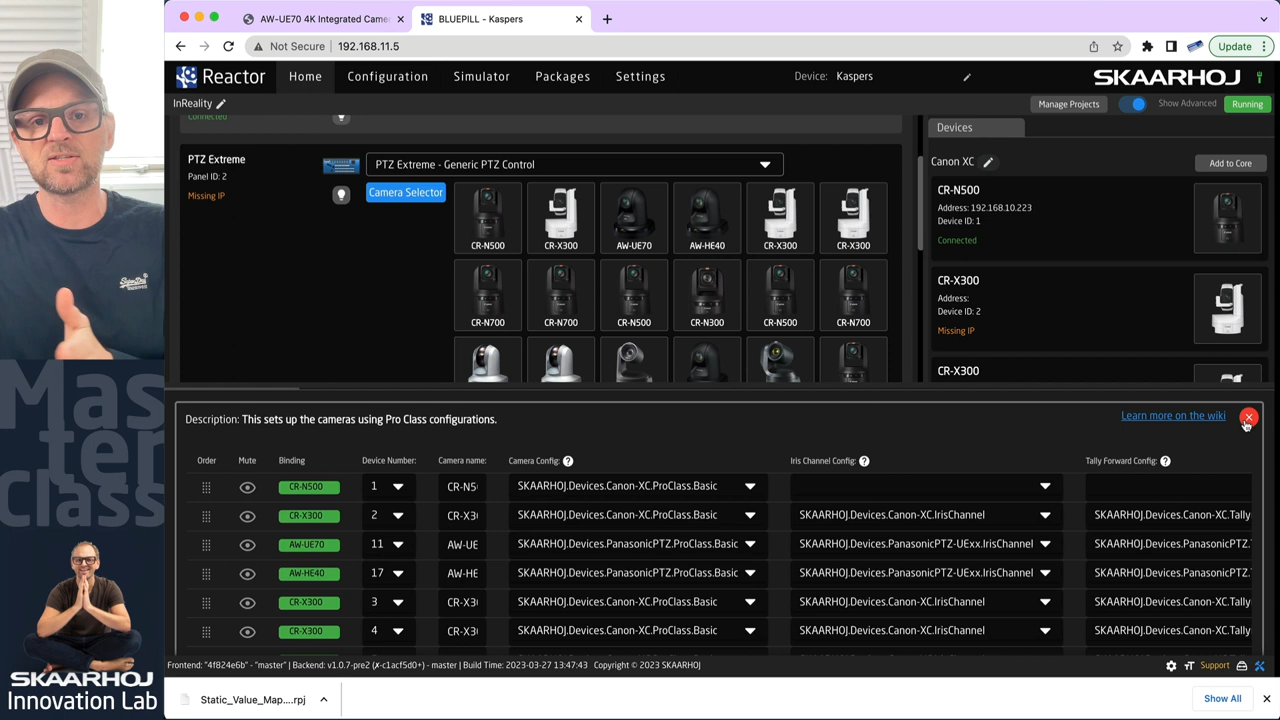 AW-UE70 4K Integrated Came
BLUEPILL - Kaspers
Not Secure
192.168.11.5
Update
Reactor
Home
Configuration
Simulator
Packages
Settings
Device:
Kaspers
SKAARHOJ
InReality
Manage Projects
Show Advanced
Running
Connected
Devices
PTZ Extreme
Panel ID: 2
Missing IP
PTZ Extreme - Generic PTZ Control
Camera Selector
CR-N500
CR-X300
AW-UE70
AW-HE40
CR-X300
CR-X300
CR-N700
CR-N700
CR-N500
CR-N300
CR-N500
CR-N700
Canon XC
Add to Core
CR-N500
Address: 192.168.10.223
Device ID: 1
Connected
CR-X300
Address:
Device ID: 2
Missing IP
CR-X300
Description: This sets up the cameras using Pro Class configurations.
Learn more on the wiki
Order
Mute
Binding
Device Number:
Camera name:
Camera Config:
Iris Channel Config:
Tally Forward Config:
CR-N500 1 CR-N5 SKAARHOJ.Devices.Canon-XC.ProClass.Basic
CR-X300 2 CR-X3 SKAARHOJ.Devices.Canon-XC.ProClass.Basic SKAARHOJ.Devices.Canon-XC.IrisChannel SKAARHOJ.Devices.Canon-XC.Tally
AW-UE70 11 AW-UE SKAARHOJ.Devices.PanasonicPTZ.ProClass.Basic SKAARHOJ.Devices.PanasonicPTZ-UExx.IrisChannel SKAARHOJ.Devices.PanasonicPTZ.
AW-HE40 17 AW-HE SKAARHOJ.Devices.PanasonicPTZ.ProClass.Basic SKAARHOJ.Devices.PanasonicPTZ-UExx.IrisChannel SKAARHOJ.Devices.PanasonicPTZ.
CR-X300 3 CR-X3 SKAARHOJ.Devices.Canon-XC.ProClass.Basic SKAARHOJ.Devices.Canon-XC.IrisChannel SKAARHOJ.Devices.Canon-XC.Tally
CR-X300 4 CR-X3 SKAARHOJ.Devices.Canon-XC.ProClass.Basic SKAARHOJ.Devices.Canon-XC.IrisChannel SKAARHOJ.Devices.Canon-XC.Tally
Frontend: "4f824e6b" - "master" | Backend: v1.0.7-pre2 (✗-c1acf5d0+) - master | Build Time: 2023-03-27 13:47:43 Copyright © 2023 SKAARHOJ
Support
Static_Value_Map....rpj
Show All
Superdry.
Mas
ter
Class
SKAARHOJ
Innovation Lab